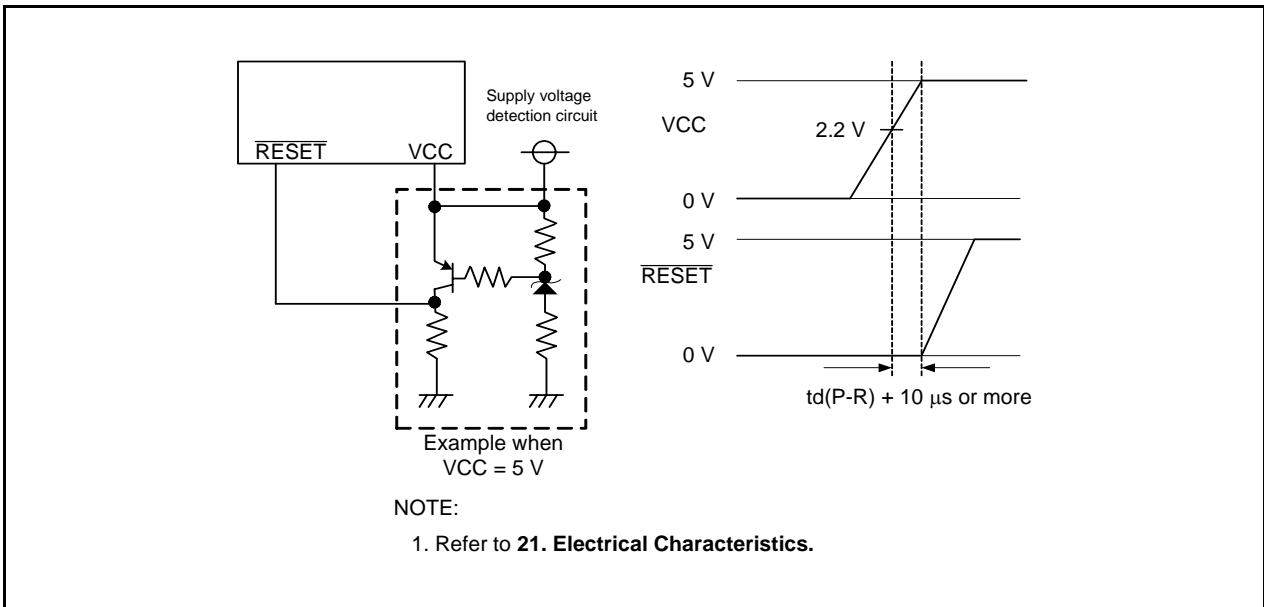 Supply voltage
detection circuit
RESET VCC
5 V
VCC
2.2 V
0 V
5 V
RESET
0 V
td(P-R) + 10 μs or more
Example when
VCC = 5 V
NOTE:
1. Refer to 21. Electrical Characteristics.